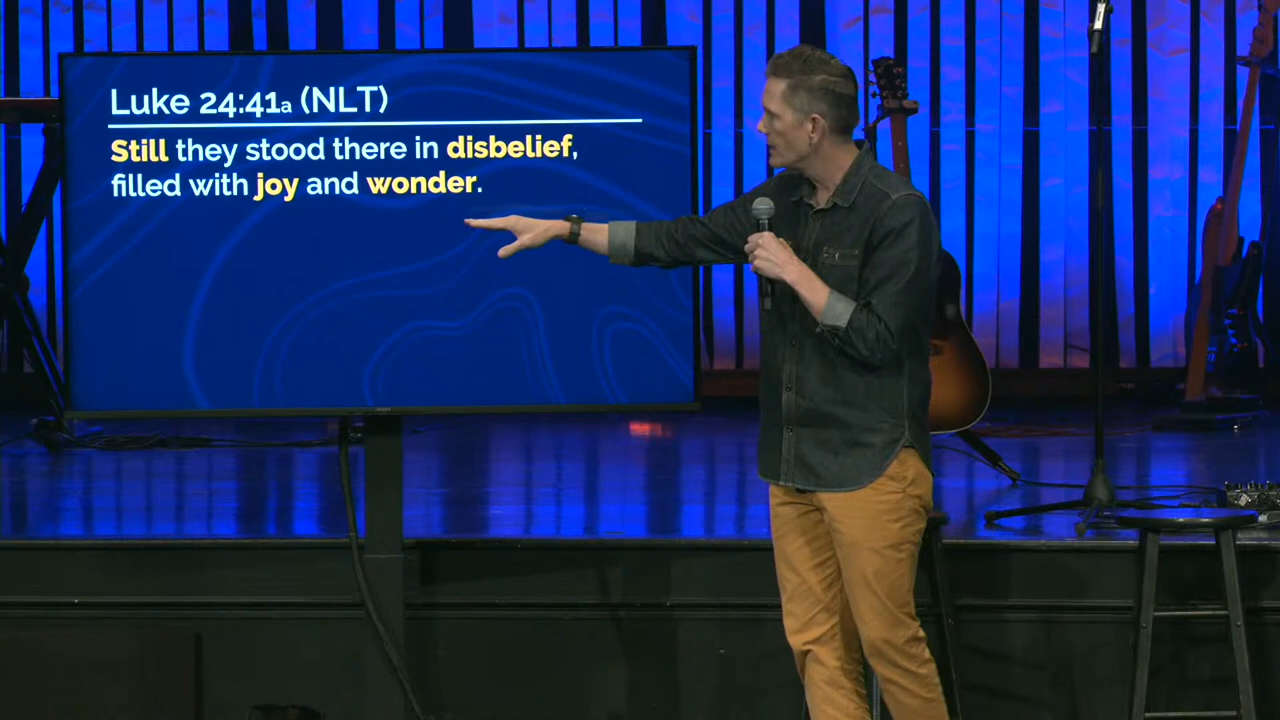 Luke 24:41a (NLT)
Still they stood there in disbelief,
filled with joy and wonder.